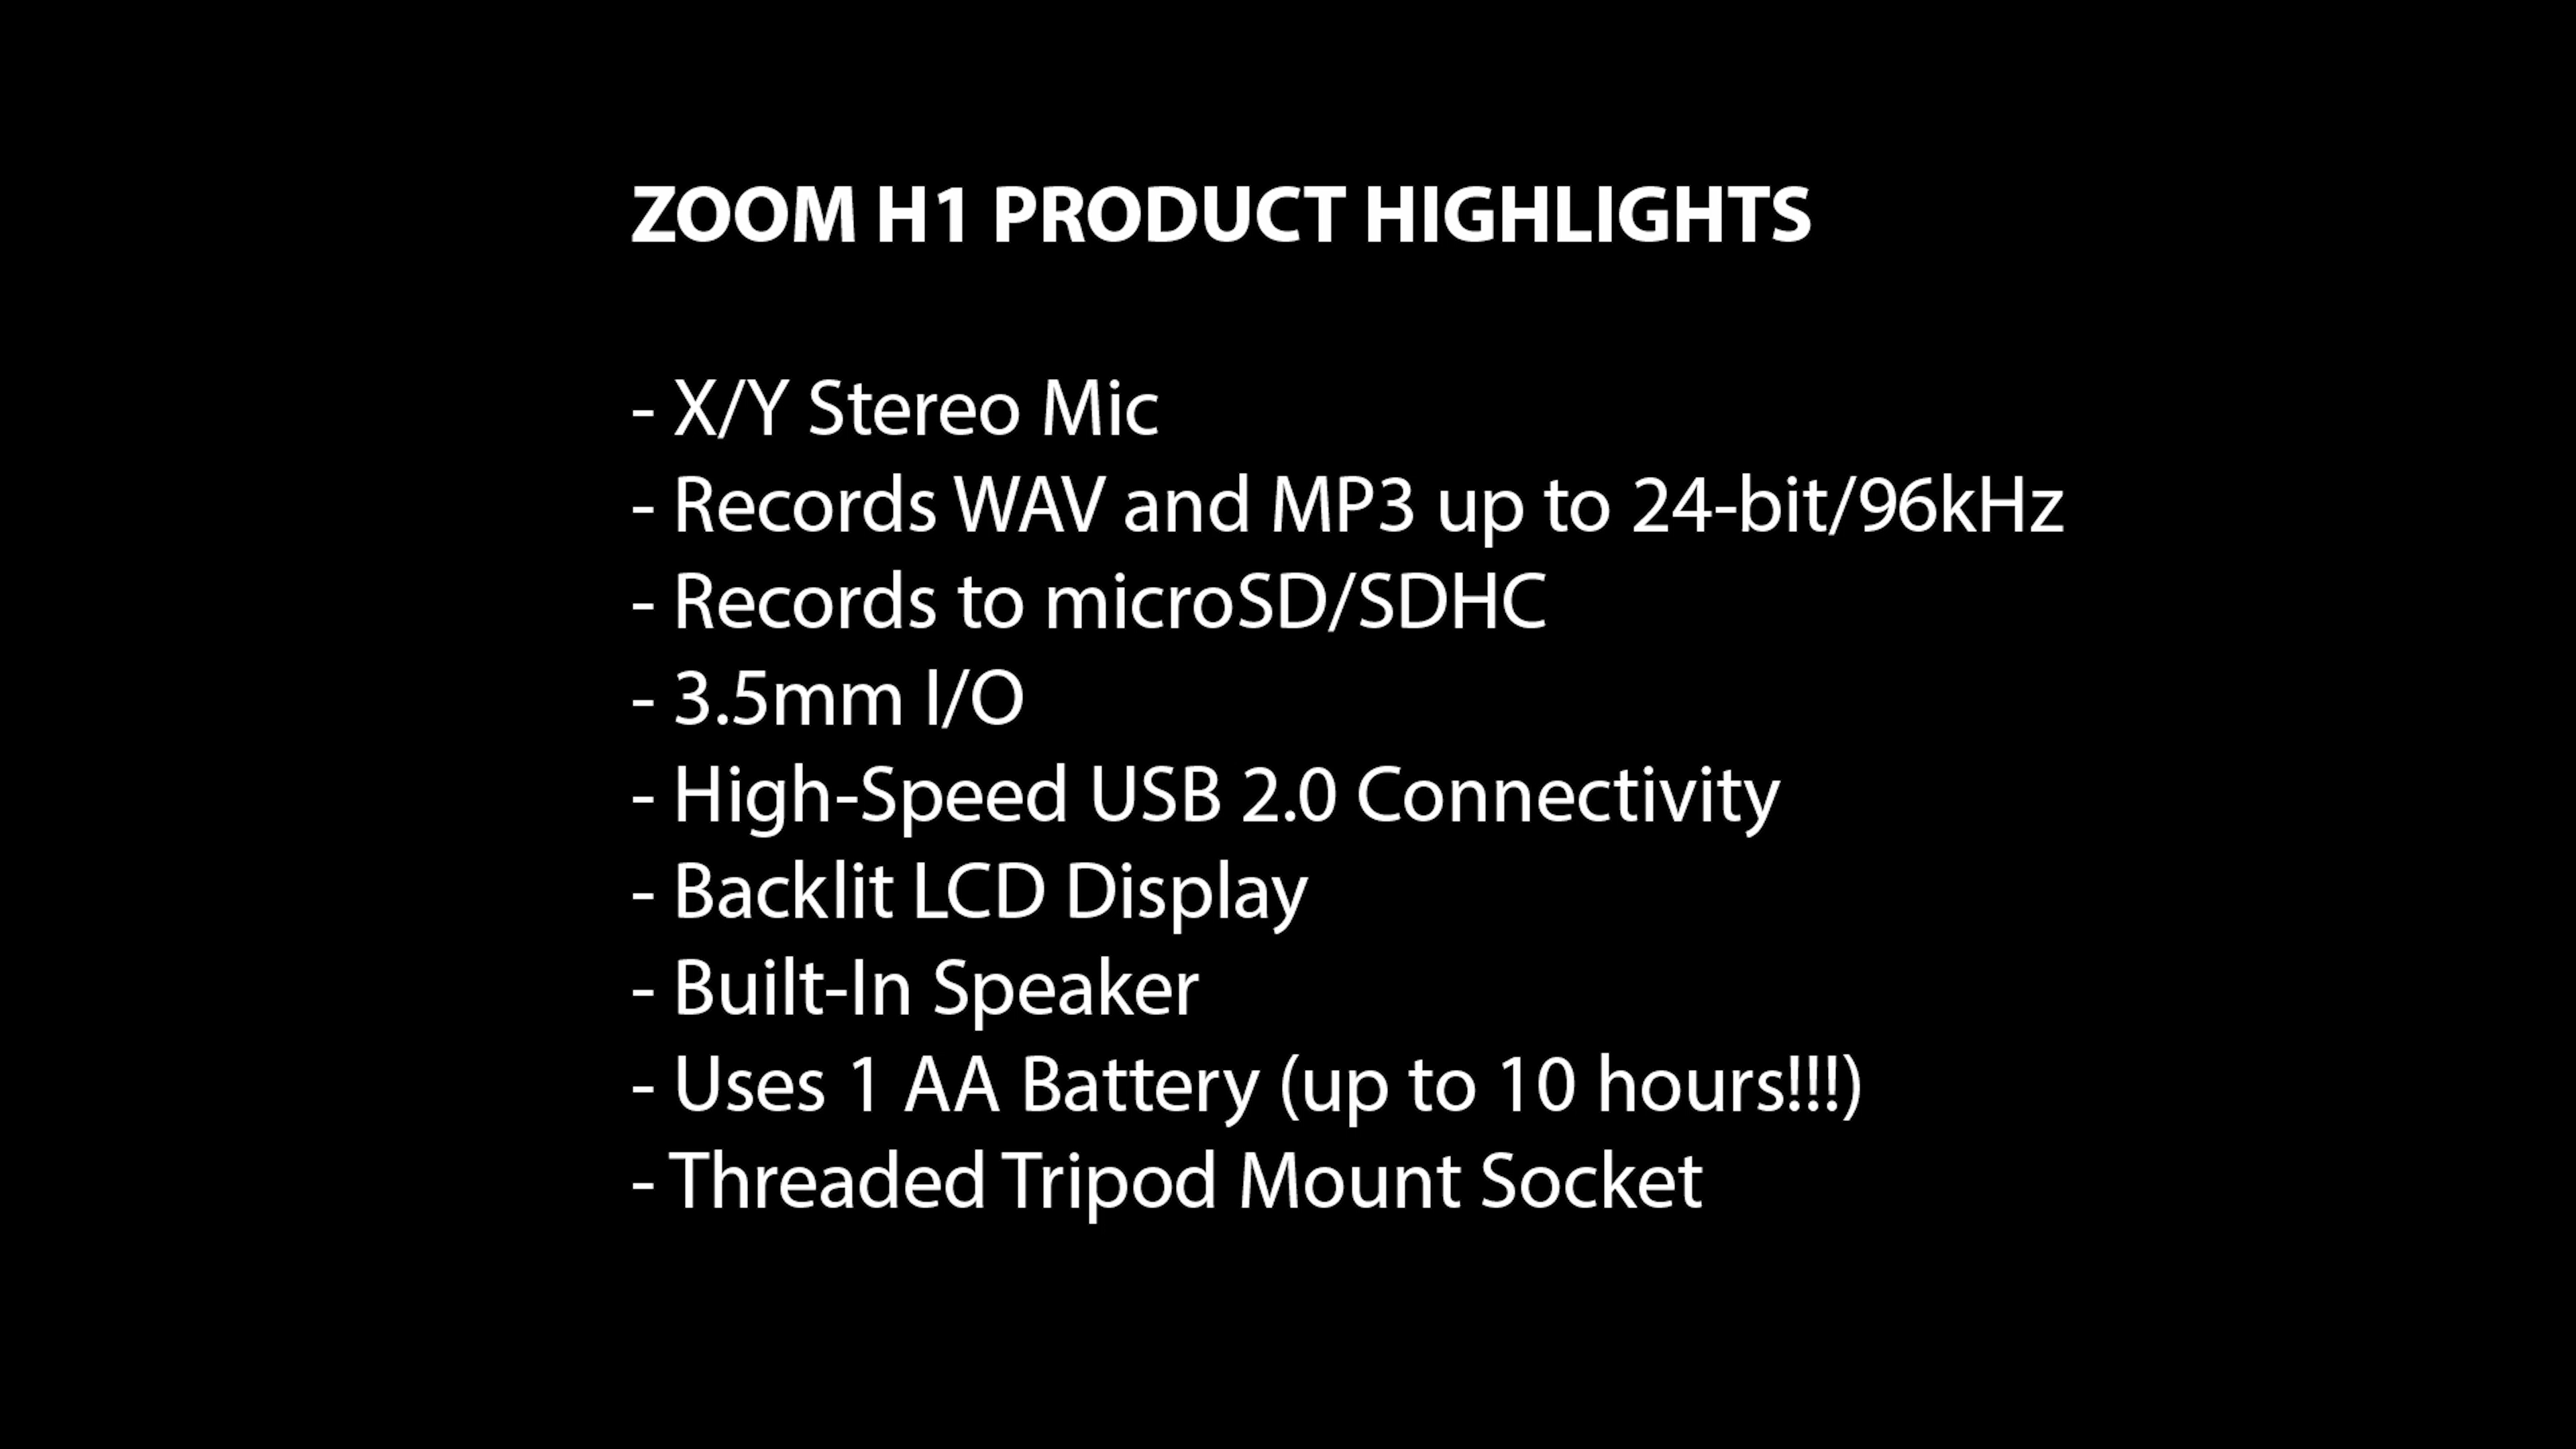 ZOOM H1 PRODUCT HIGHLIGHTS
- X/Y Stereo Mic
- Records WAV and MP3 up to 24-bit/96kHz
- Records to microSD/SDHC
- 3.5mm I/O
- High-Speed USB 2.0 Connectivity
- Backlit LCD Display
- Built-In Speaker
- Uses 1 AA Battery (up to 10 hours!!!)
- Threaded Tripod Mount Socket